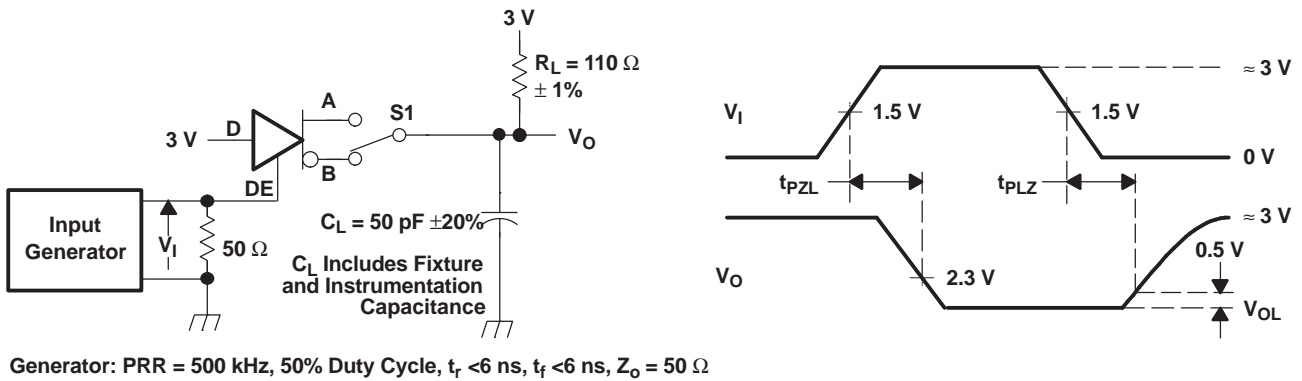 3 V
R_L = 110 Ω
± 1%
A
S1
3 V
D
V_O
B
DE
Input
Generator
V_I
50 Ω
C_L = 50 pF ±20%
C_L Includes Fixture
and Instrumentation
Capacitance
≈ 3 V
V_I
1.5 V
1.5 V
0 V
t_PZL
t_PLZ
≈ 3 V
0.5 V
V_O
2.3 V
V_OL
Generator: PRR = 500 kHz, 50% Duty Cycle, t_r <6 ns, t_f <6 ns, Z_o = 50 Ω